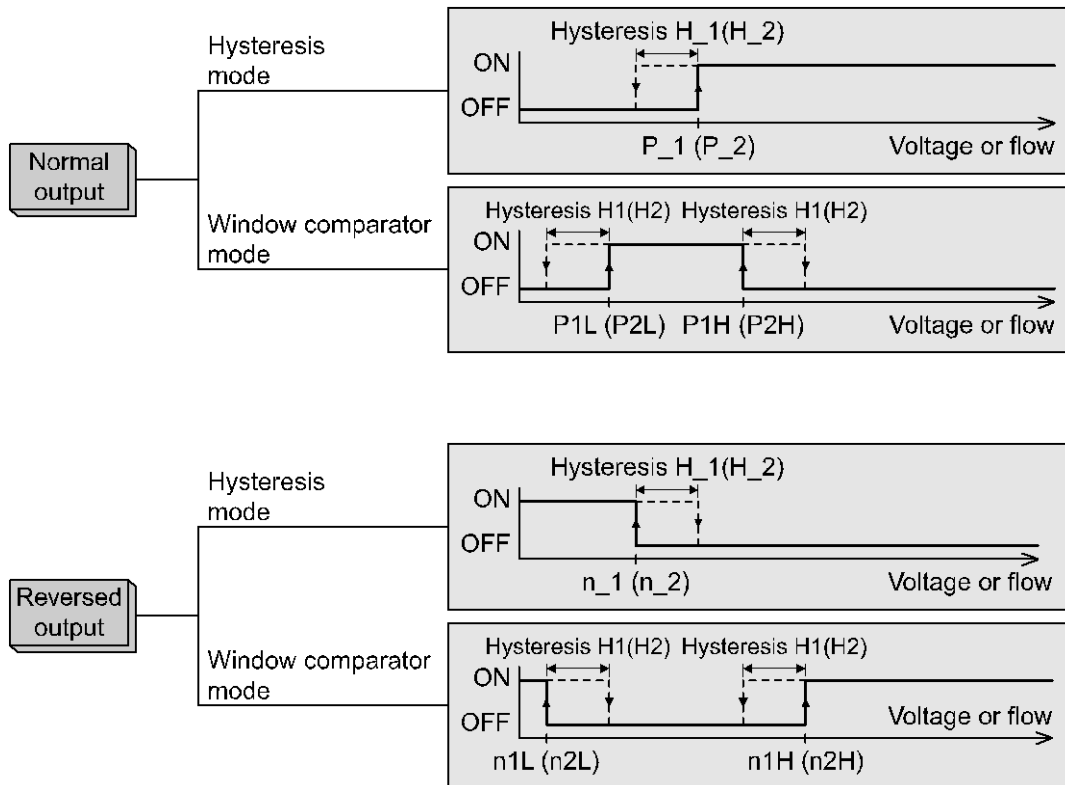 Normal
output
Hysteresis
mode
Hysteresis H_1(H_2)
ON
OFF
P_1 (P_2)
Voltage or flow
Window comparator
mode
Hysteresis H1(H2)
Hysteresis H1(H2)
ON
OFF
P1L (P2L)
P1H (P2H)
Voltage or flow
Reversed
output
Hysteresis
mode
Hysteresis H_1(H_2)
ON
OFF
n_1 (n_2)
Voltage or flow
Window comparator
mode
Hysteresis H1(H2)
Hysteresis H1(H2)
ON
OFF
Voltage or flow
n1L (n2L)
n1H (n2H)